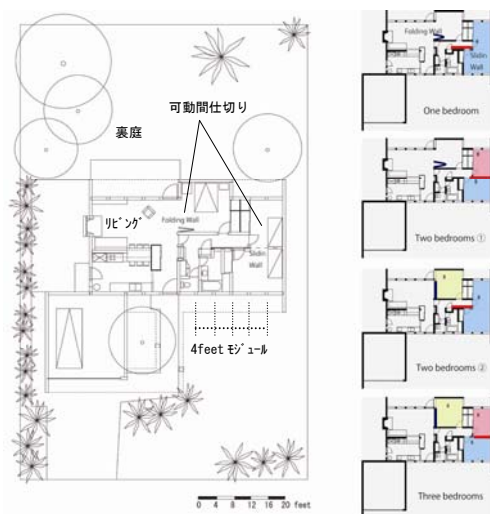 可動間仕切り
裏庭
ﾘﾋﾞﾝｸﾞ
Folding Wall
Slidin
Wall
4feet ﾓｼﾞｭｰﾙ
0 4 8 12 16 20 feet
Folding Wall
Slidin
Wall
One bedroom
Two bedrooms ①
Two bedrooms ②
Three bedrooms